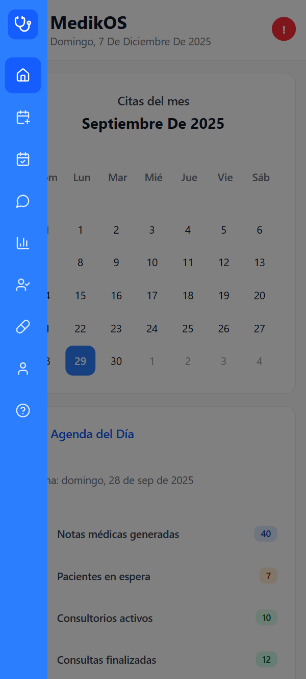 MedikOS
Domingo, 7 De Diciembre De 2025
!
Citas del mes
Septiembre De 2025
om Lun Mar Mié Jue Vie Sáb
1 2 3 4 5 6
8 9 10 11 12 13
4 15 16 17 18 19 20
1 22 23 24 25 26 27
8 29 30 1 2 3 4
Agenda del Día
na: domingo, 28 de sep de 2025
Notas médicas generadas 40
Pacientes en espera 7
Consultorios activos 10
Consultas finalizadas 12